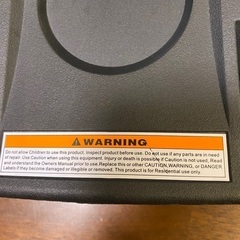 WARNING
Do not allow Children to use this product. Inspect product before use. Do not use if any parts are in need
of repair. Use Caution when using this equipment. Injury or death is possible if Caution is not used, Read
and understand the Owners Manual prior to use. Replace this or other CAUTION, WARNING, or DANGER
Labels if they become damaged or illegible or removed. This product is for Residential use only.